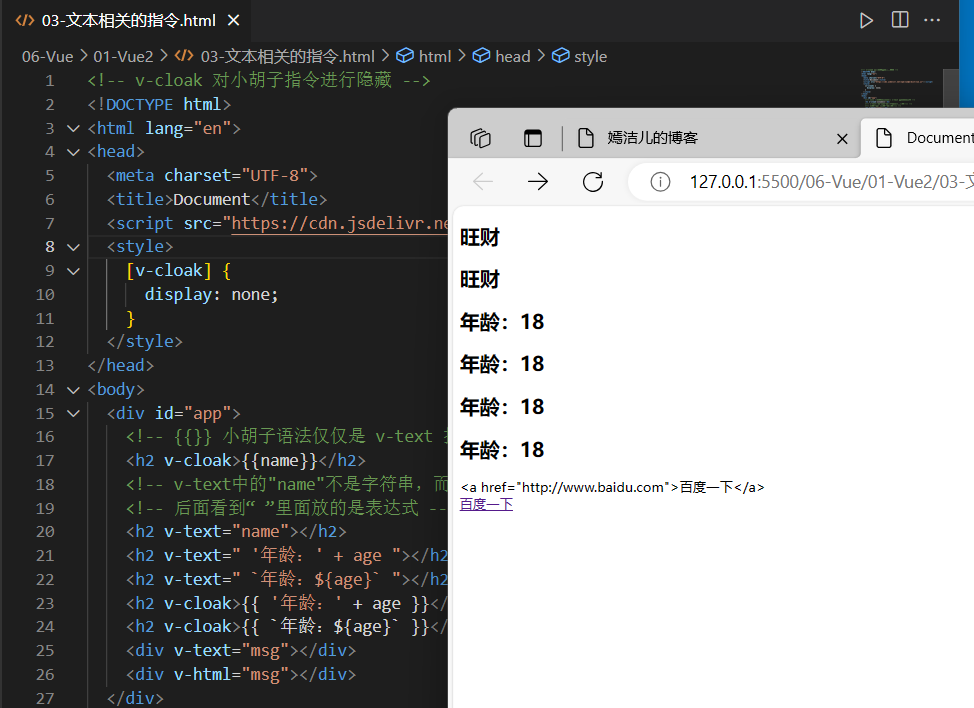 03-文本相关的指令.html
06-Vue > 01-Vue2 > 03-文本相关的指令.html > html > head > style
1 <!-- v-cloak 对小胡子指令进行隐藏 -->
2 <!DOCTYPE html>
3 <html lang="en">
4 <head>
5 <meta charset="UTF-8">
6 <title>Document</title>
7 <script src="https://cdn.jsdelivr.ne
8 <style>
9 [v-cloak] {
10 display: none;
11 }
12 </style>
13 </head>
14 <body>
15 <div id="app">
16 <!-- {{}} 小胡子语法仅仅是 v-text
17 <h2 v-cloak>{{name}}</h2>
18 <!-- v-text中的"name"不是字符串，而
19 <!-- 后面看到“ ”里面放的是表达式 --
20 <h2 v-text="name"></h2>
21 <h2 v-text=" '年龄：' + age "></h2
22 <h2 v-text=" `年龄：${age}` "></h2
23 <h2 v-cloak>{{ '年龄：' + age }}</
24 <h2 v-cloak>{{ `年龄：${age}` }}</
25 <div v-text="msg"></div>
26 <div v-html="msg"></div>
27 </div>
嫣洁儿的博客
Document
127.0.0.1:5500/06-Vue/01-Vue2/03-文
旺财
旺财
年龄：18
年龄：18
年龄：18
年龄：18
<a href="http://www.baidu.com">百度一下</a>
百度一下